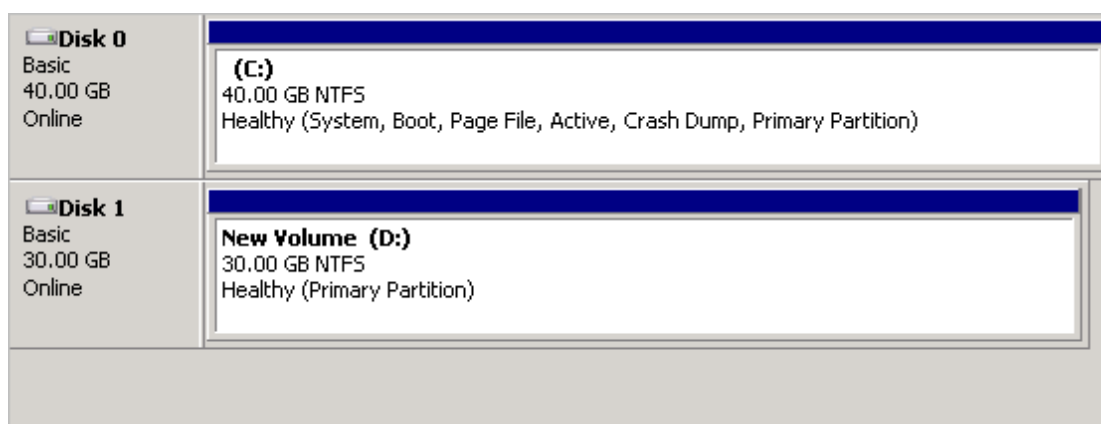 Disk 0
Basic
40.00 GB
Online
(C:)
40.00 GB NTFS
Healthy (System, Boot, Page File, Active, Crash Dump, Primary Partition)
Disk 1
Basic
30.00 GB
Online
New Volume (D:)
30.00 GB NTFS
Healthy (Primary Partition)